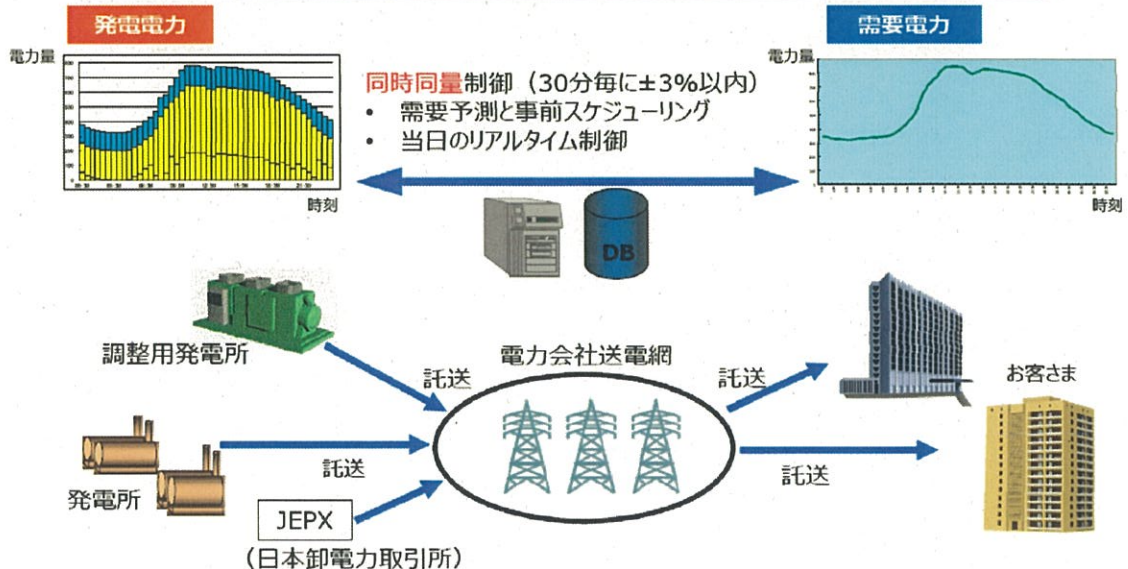 発電電力
需要電力
電力量
電力量
同時同量制御（30分毎に±3%以内）
• 需要予測と事前スケジューリング
• 当日のリアルタイム制御
時刻
時刻
DB
調整用発電所
電力会社送電網
託送
託送
お客さま
託送
託送
発電所
JEPX
（日本卸電力取引所）